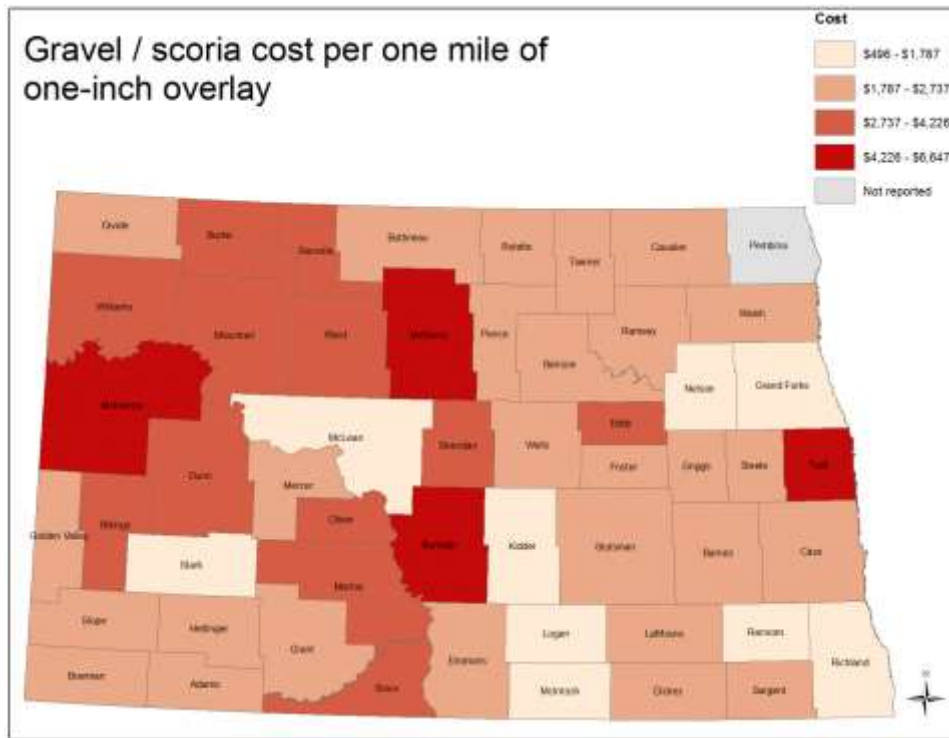 Cost
Gravel / scoria cost per one mile of
one-inch overlay
$496 - $1,787
$1,787 - $2,737
$2,737 - $4,226
$4,226 - $6,647
Not reported
Divide
Burke
Renville
Bottineau
Rolette
Towner
Cavalier
Pembina
Williams
Mountrail
Ward
McHenry
Pierce
Benson
Ramsey
Walsh
McKenzie
Nelson
Grand Forks
McLean
Sheridan
Wells
Eddy
Foster
Griggs
Steele
Traill
Dunn
Mercer
Oliver
Golden Valley
Billings
Stark
Morton
Burleigh
Kidder
Stutsman
Barnes
Cass
Slope
Hettinger
Grant
Emmons
Logan
LaMoure
Ransom
Richland
Bowman
Adams
Sioux
McIntosh
Dickey
Sargent